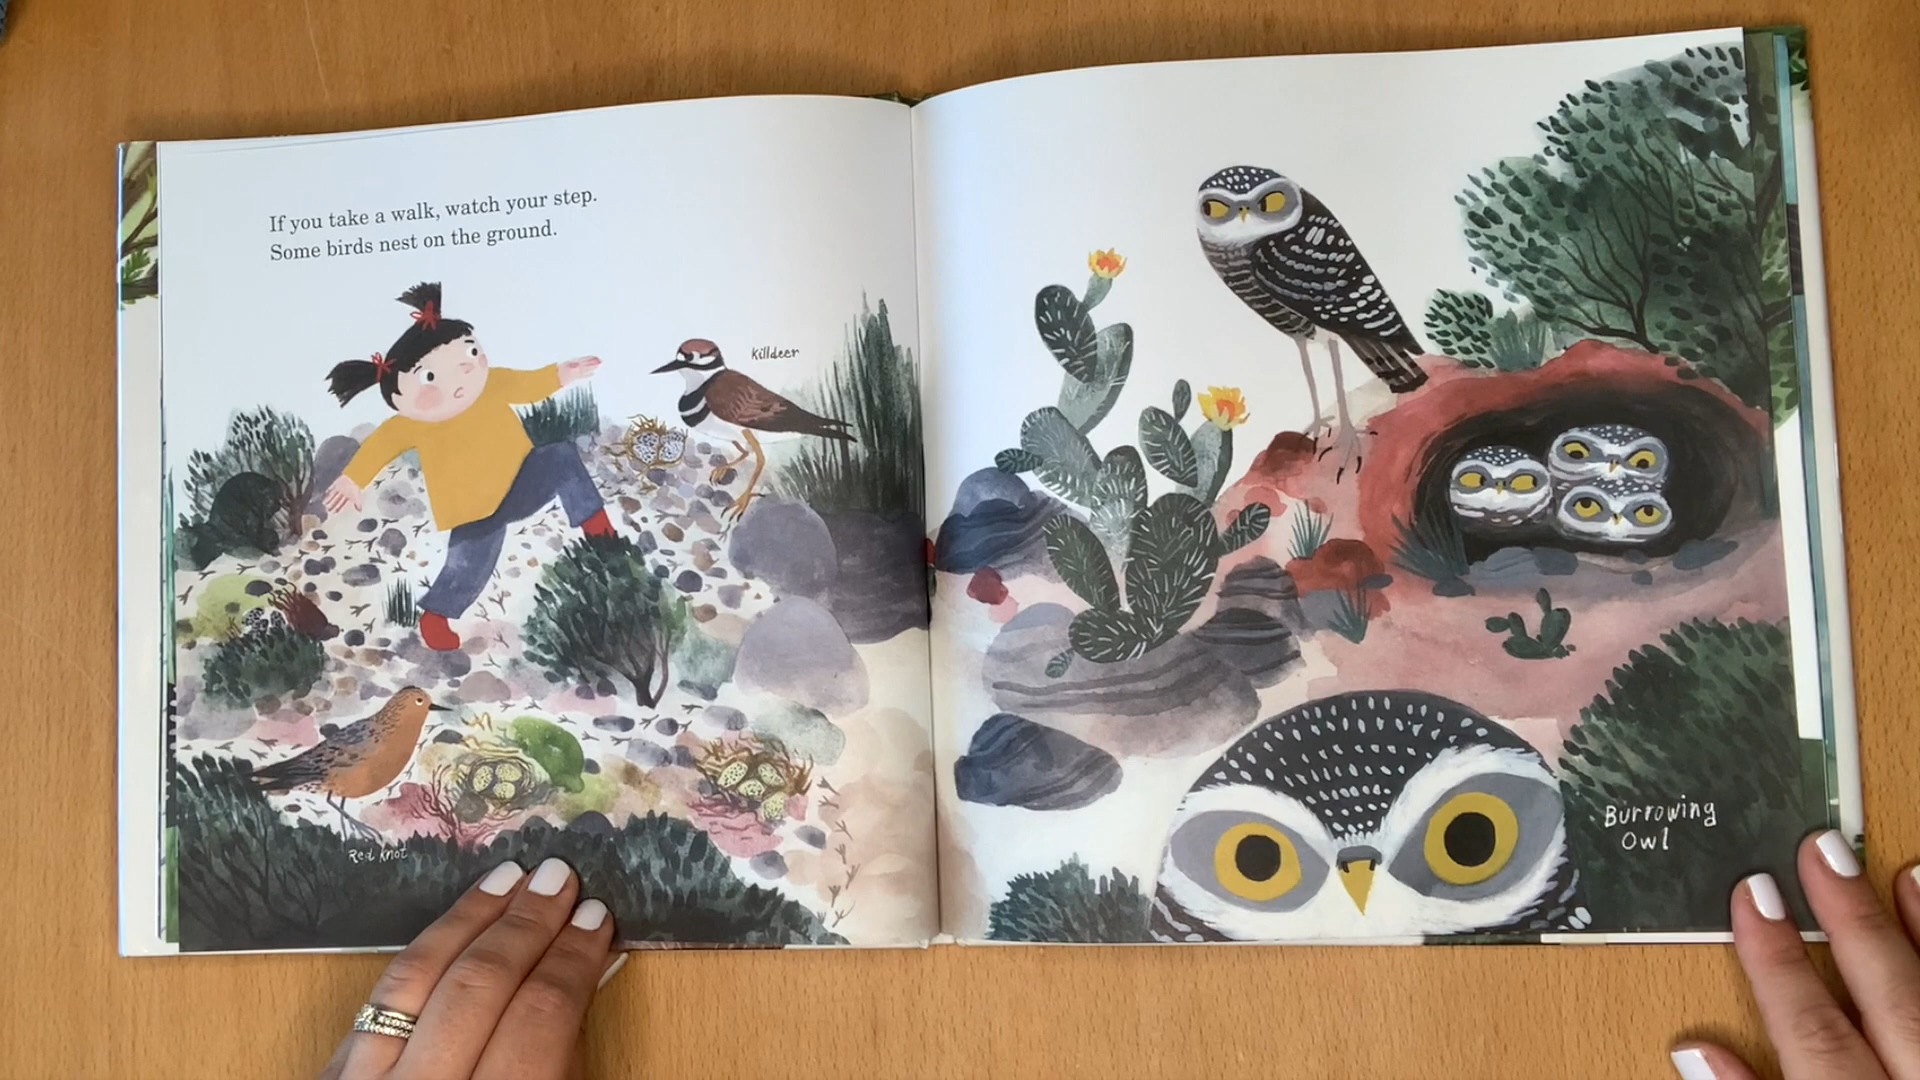 If you take a walk, watch your step.
Some birds nest on the ground.
Killdeer
Red Knot
Burrowing
Owl